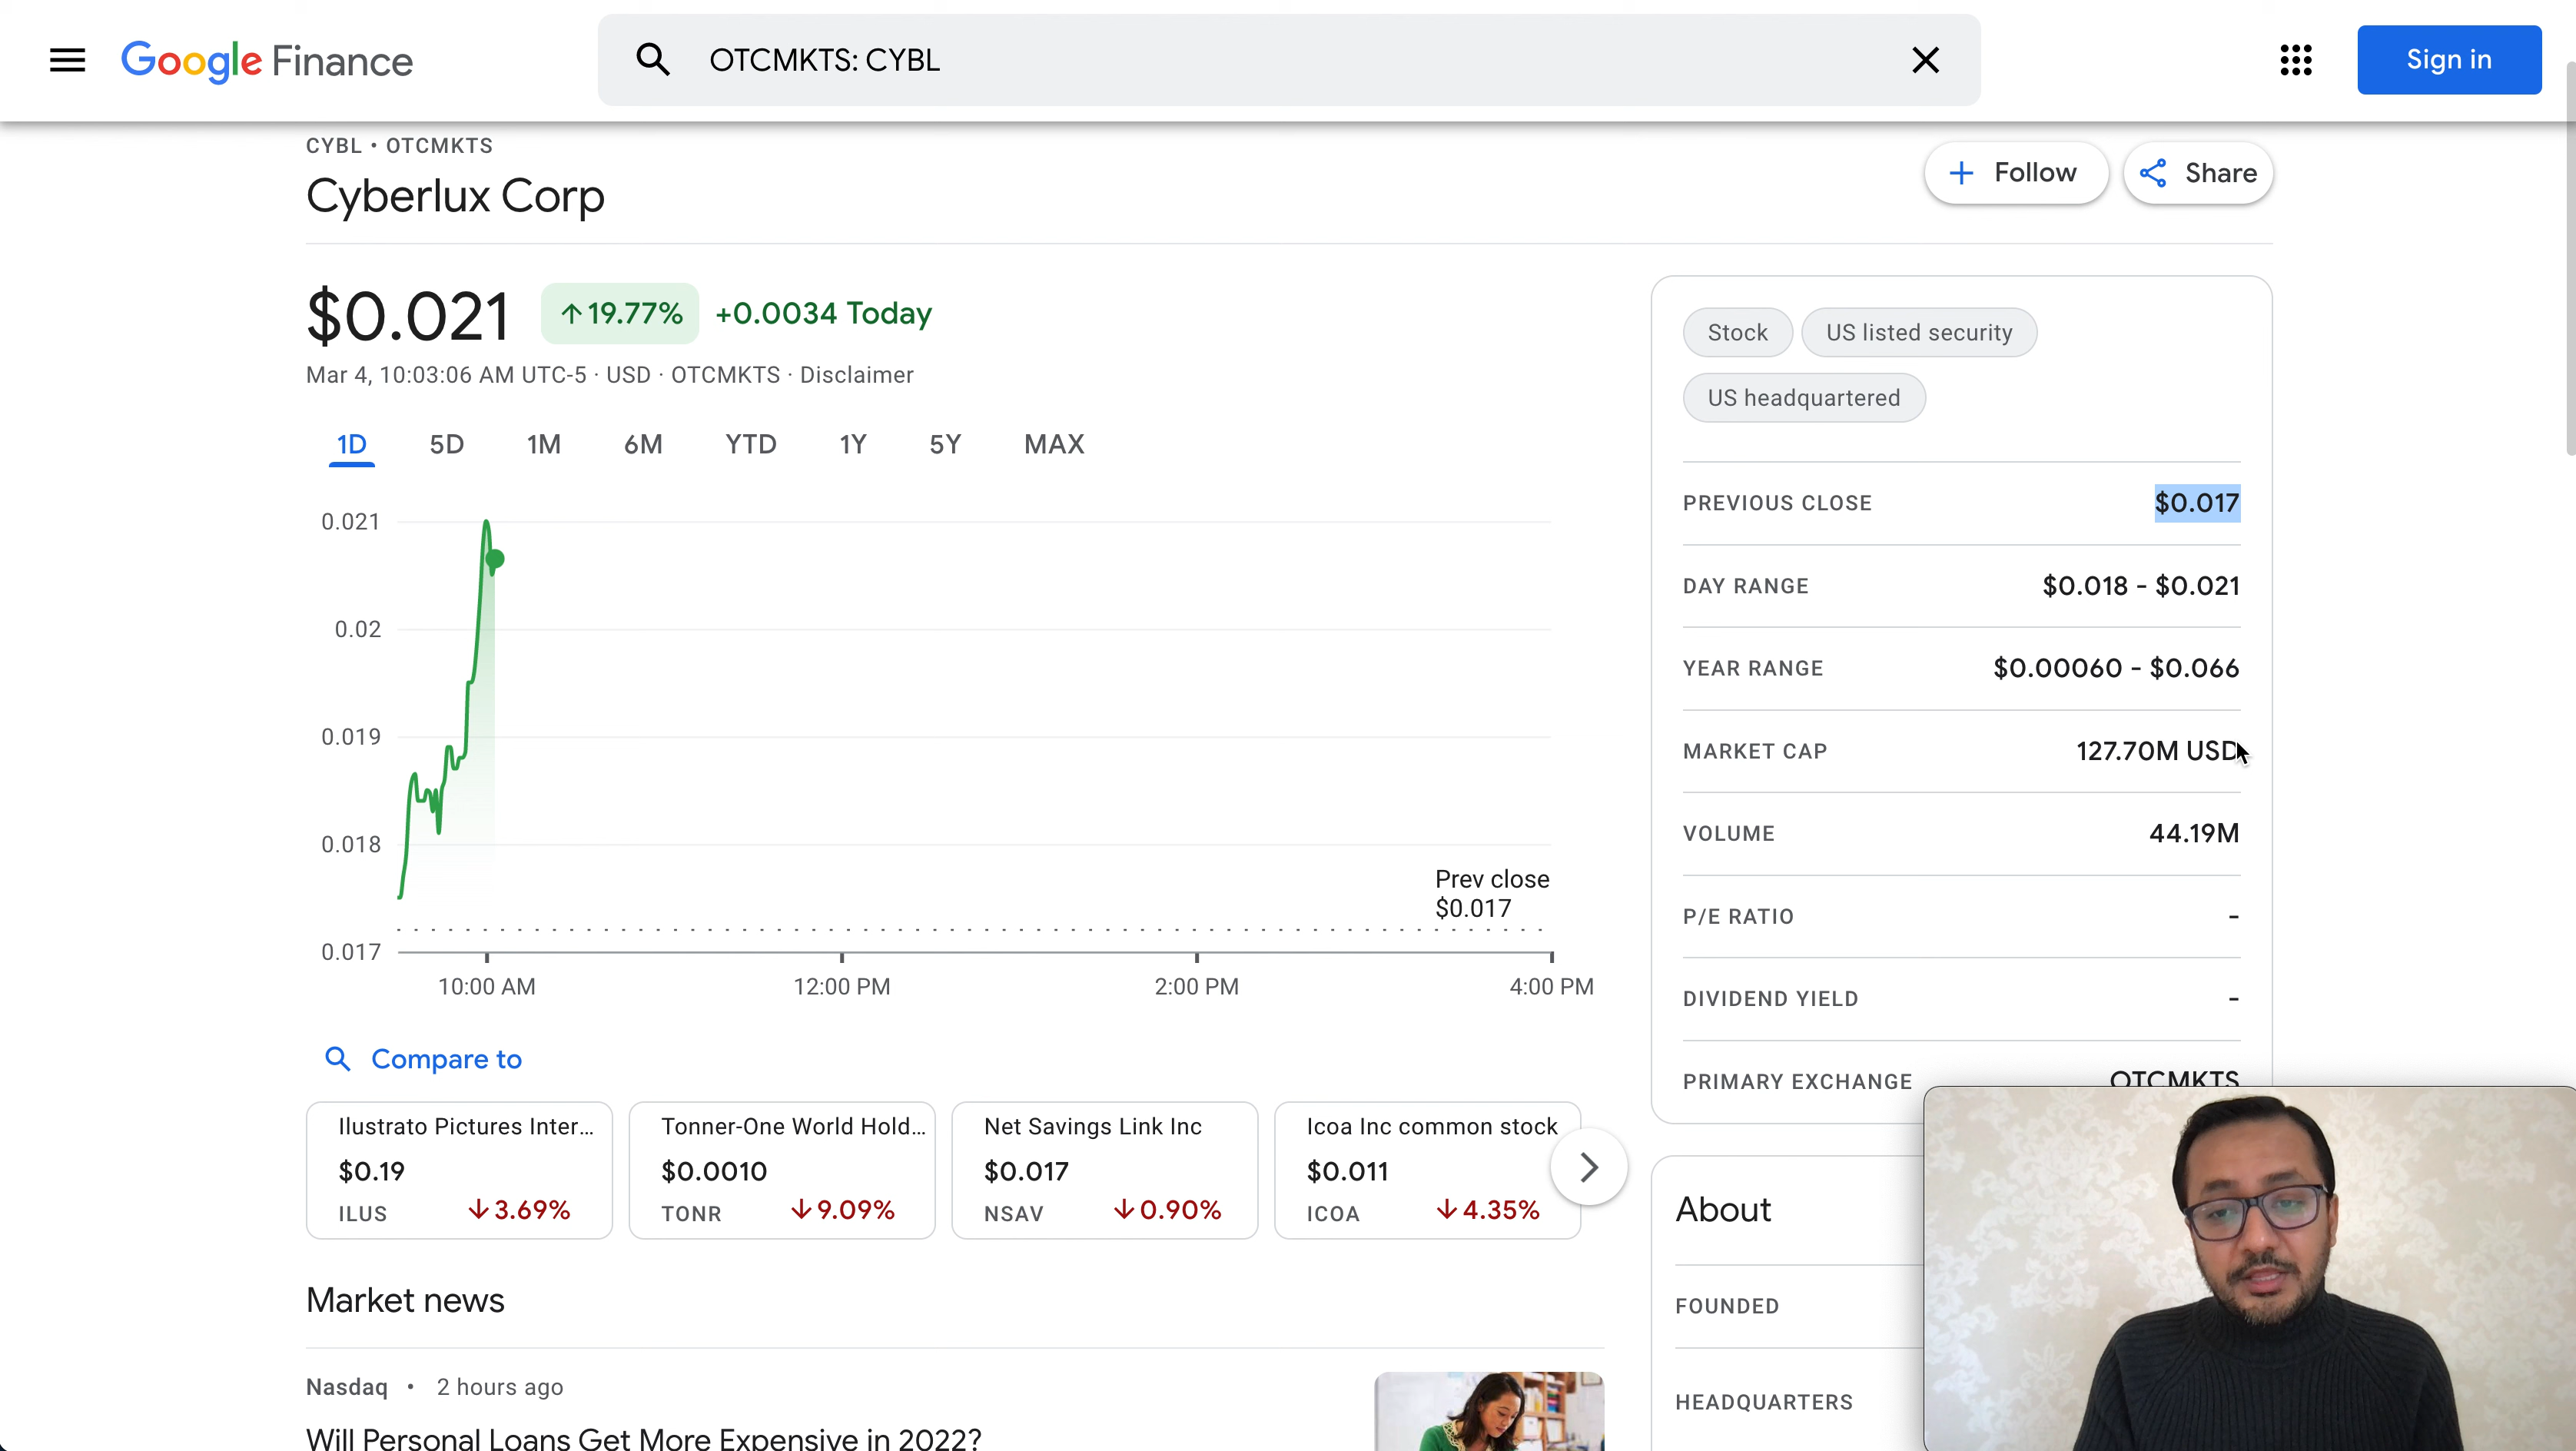 Google Finance
OTCMKTS: CYBL
Sign in
CYBL • OTCMKTS
Cyberlux Corp
Follow
Share
$0.021
↑19.77%
+0.0034 Today
Mar 4, 10:03:06 AM UTC-5 · USD · OTCMKTS · Disclaimer
1D 5D 1M 6M YTD 1Y 5Y MAX
0.021
0.02
0.019
0.018
0.017
Prev close
$0.017
10:00 AM 12:00 PM 2:00 PM 4:00 PM
Stock
US listed security
US headquartered
PREVIOUS CLOSE $0.017
DAY RANGE $0.018 - $0.021
YEAR RANGE $0.00060 - $0.066
MARKET CAP 127.70M USD
VOLUME 44.19M
P/E RATIO -
DIVIDEND YIELD -
PRIMARY EXCHANGE OTCMKTS
Compare to
Ilustrato Pictures Inter...
$0.19
ILUS ↓3.69%
Tonner-One World Hold...
$0.0010
TONR ↓9.09%
Net Savings Link Inc
$0.017
NSAV ↓0.90%
Icoa Inc common stock
$0.011
ICOA ↓4.35%
About
FOUNDED
HEADQUARTERS
Market news
Nasdaq • 2 hours ago
Will Personal Loans Get More Expensive in 2022?